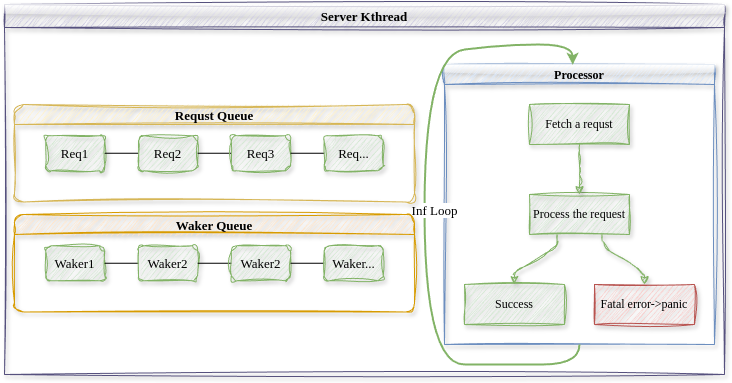 Server Kthread
Processor
Requst Queue
Req1 Req2 Req3 Req...
Waker Queue
Waker1 Waker2 Waker2 Waker...
Inf Loop
Fetch a requst
Process the request
Success
Fatal error->panic